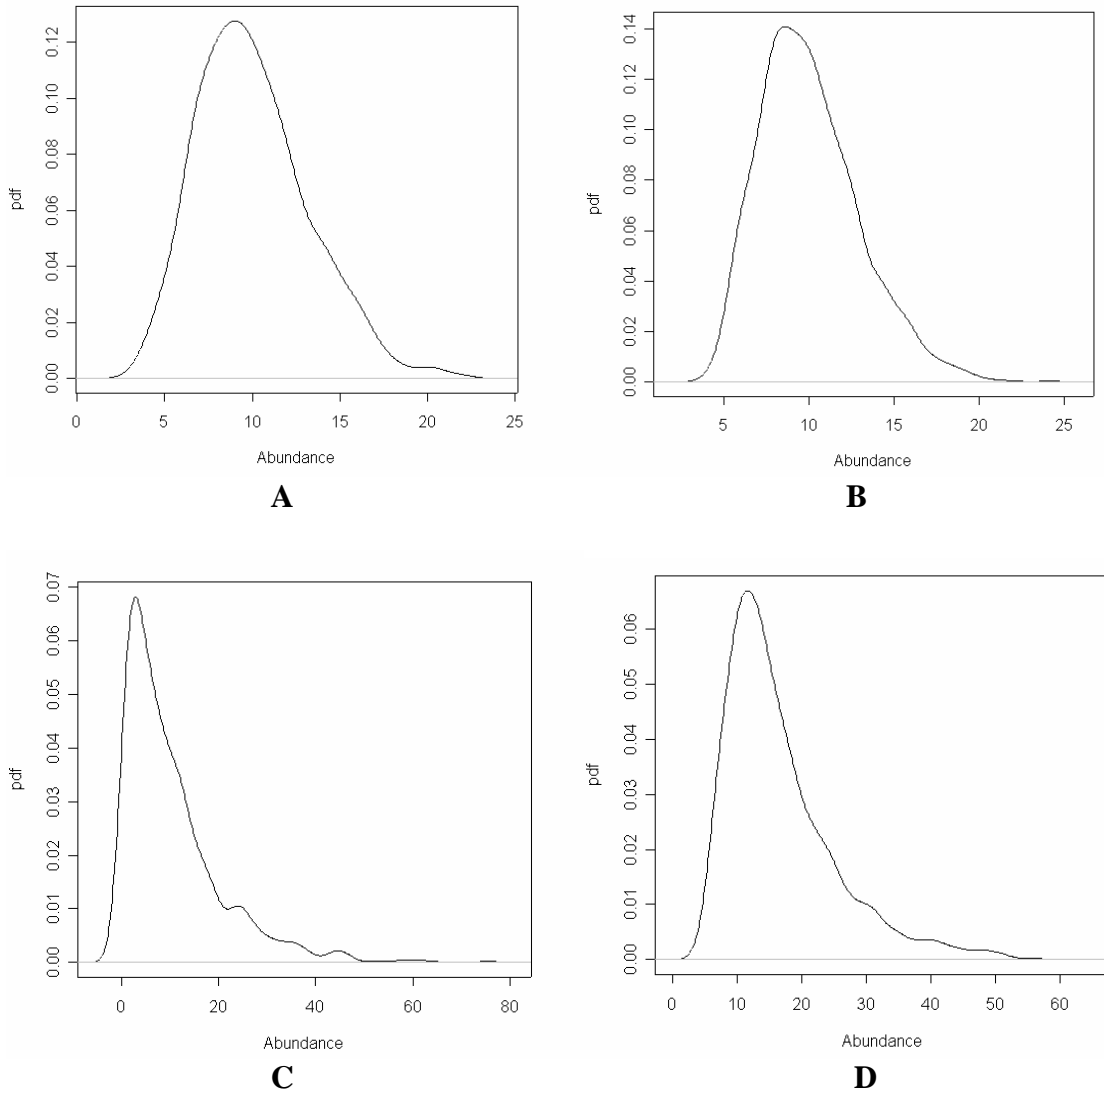 pdf
0.00 0.02 0.04 0.06 0.08 0.10 0.12
0 5 10 15 20 25
Abundance
A
pdf
0.00 0.02 0.04 0.06 0.08 0.10 0.12 0.14
5 10 15 20 25
Abundance
B
pdf
0.00 0.01 0.02 0.03 0.04 0.05 0.06 0.07
0 20 40 60 80
Abundance
C
pdf
0.00 0.01 0.02 0.03 0.04 0.05 0.06
0 10 20 30 40 50 60
Abundance
D